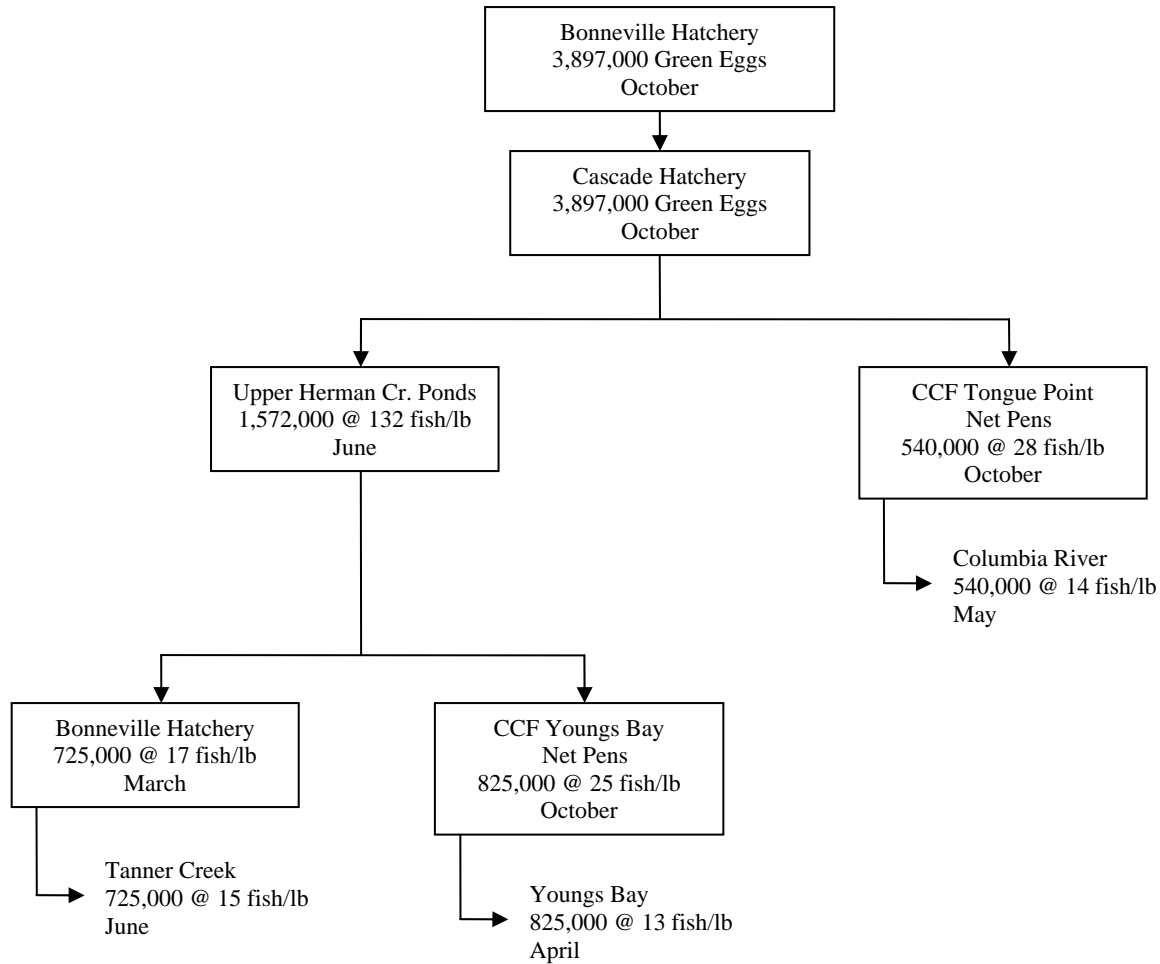 Bonneville Hatchery
3,897,000 Green Eggs
October
Cascade Hatchery
3,897,000 Green Eggs
October
Upper Herman Cr. Ponds
1,572,000 @ 132 fish/lb
June
CCF Tongue Point
Net Pens
540,000 @ 28 fish/lb
October
Columbia River
540,000 @ 14 fish/lb
May
Bonneville Hatchery
725,000 @ 17 fish/lb
March
CCF Youngs Bay
Net Pens
825,000 @ 25 fish/lb
October
Tanner Creek
725,000 @ 15 fish/lb
June
Youngs Bay
825,000 @ 13 fish/lb
April